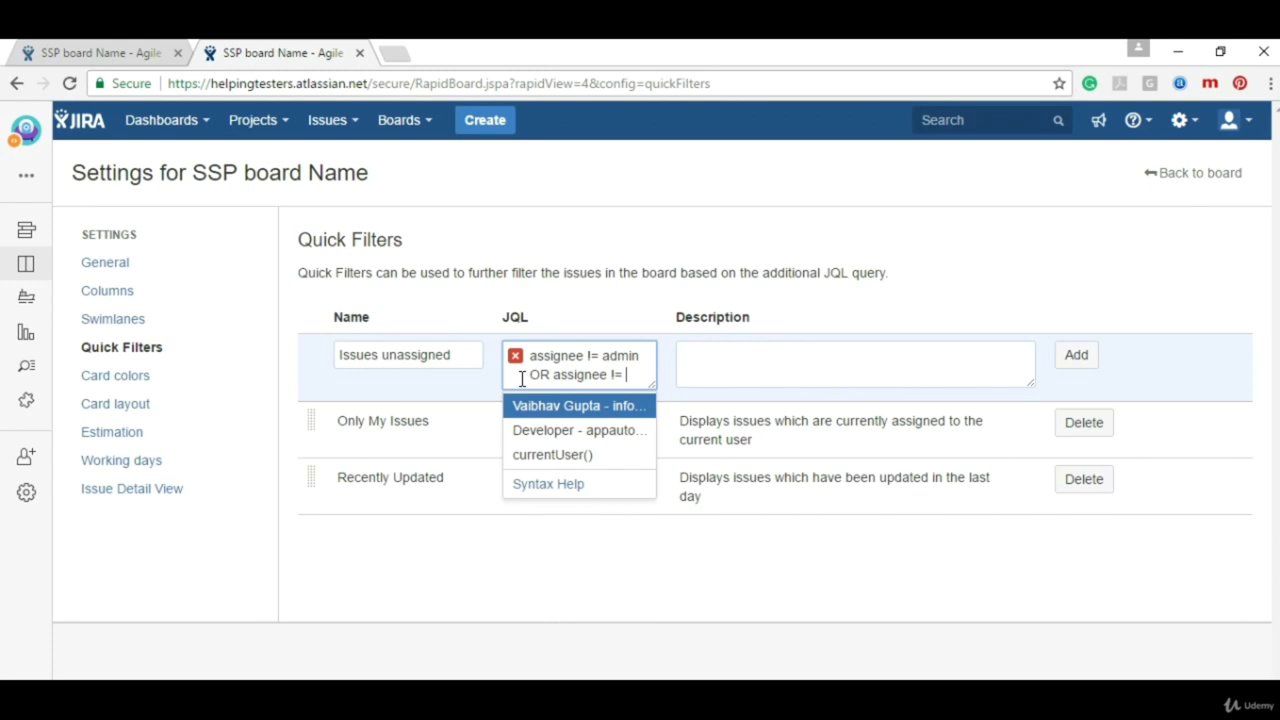 SSP board Name - Agile
SSP board Name - Agile
Secure
https://helpingtesters.atlassian.net/secure/RapidBoard.jspa?rapidView=4&config=quickFilters
JIRA
Dashboards
Projects
Issues
Boards
Create
Search
Settings for SSP board Name
Back to board
SETTINGS
General
Columns
Swimlanes
Quick Filters
Card colors
Card layout
Estimation
Working days
Issue Detail View
Quick Filters
Quick Filters can be used to further filter the issues in the board based on the additional JQL query.
Name
JQL
Description
Issues unassigned
assignee != admin
OR assignee !=
Add
Vaibhav Gupta - info...
Developer - appauto...
currentUser()
Syntax Help
Only My Issues
Displays issues which are currently assigned to the
current user
Delete
Recently Updated
Displays issues which have been updated in the last
day
Delete
Udemy